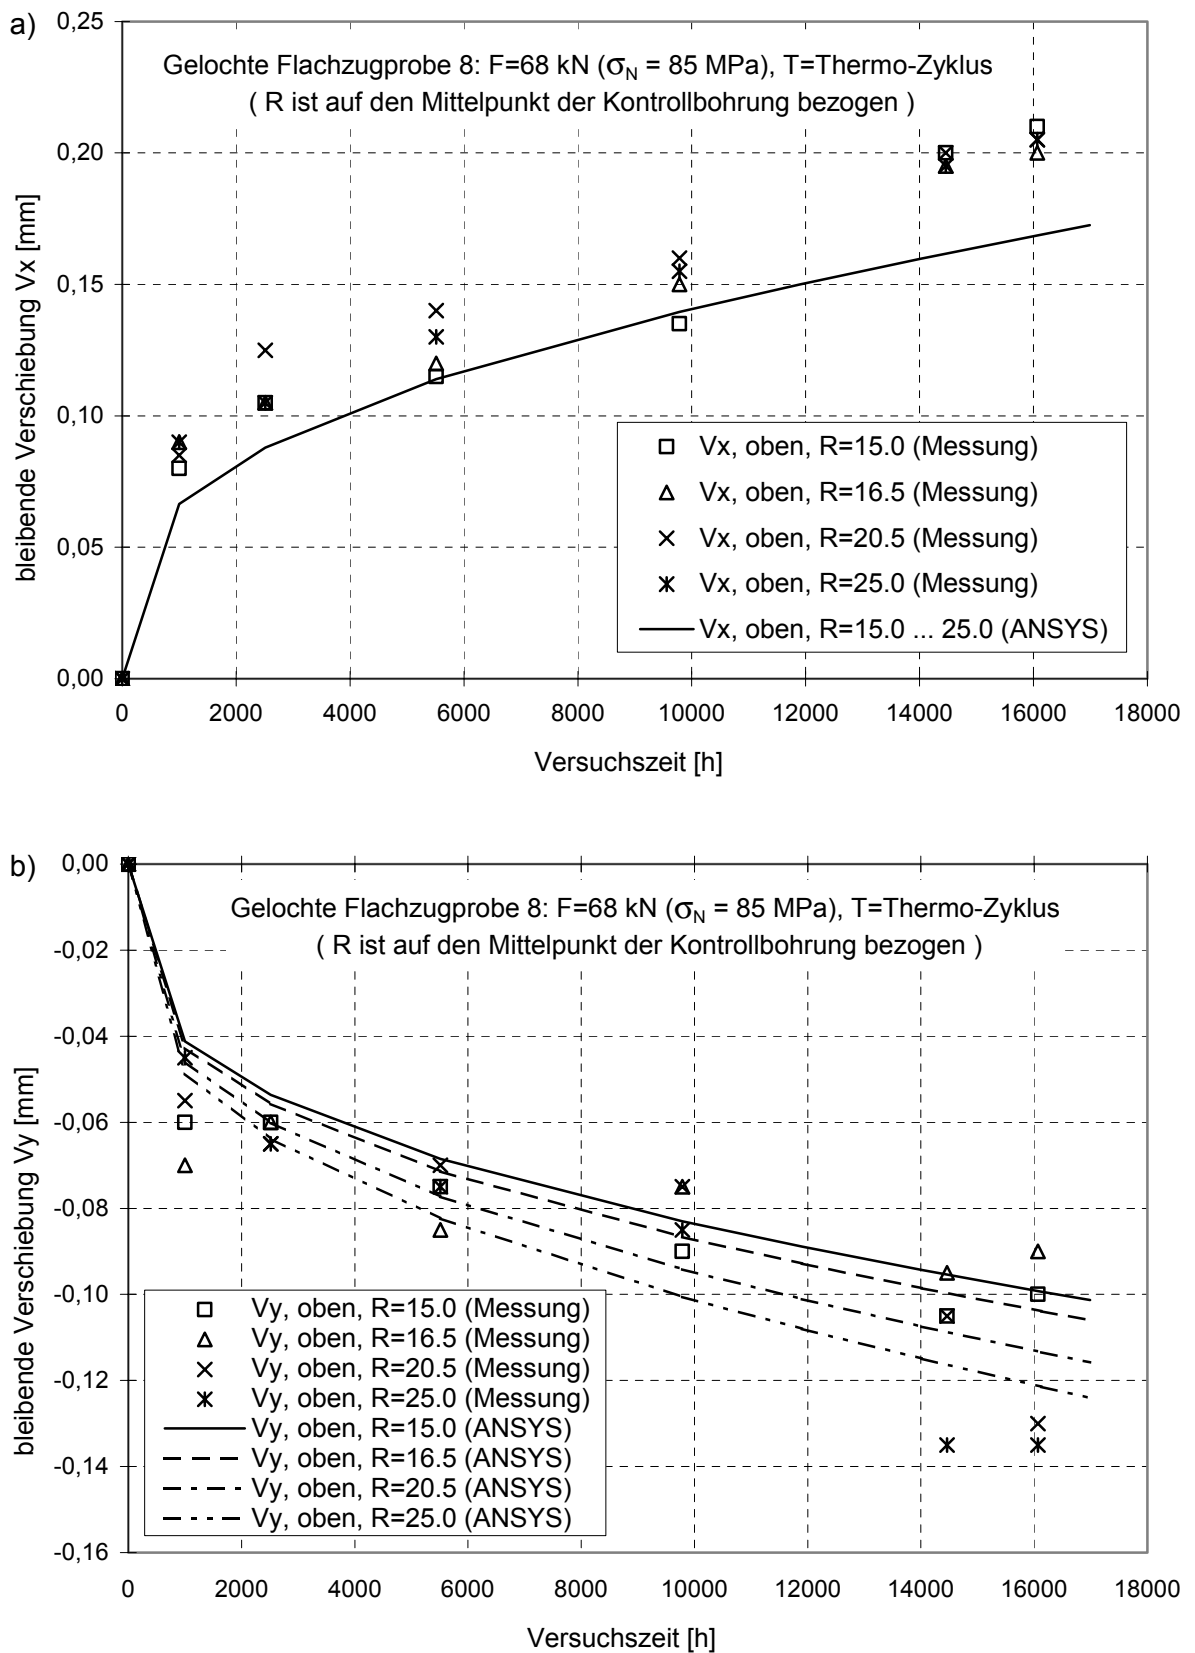 a)
Gelochte Flachzugprobe 8: F=68 kN (σN = 85 MPa), T=Thermo-Zyklus
( R ist auf den Mittelpunkt der Kontrollbohrung bezogen )
bleibende Verschiebung Vx [mm]
0,25
0,20
0,15
0,10
0,05
0,00
Vx, oben, R=15.0 (Messung)
Vx, oben, R=16.5 (Messung)
Vx, oben, R=20.5 (Messung)
Vx, oben, R=25.0 (Messung)
Vx, oben, R=15.0 ... 25.0 (ANSYS)
0 2000 4000 6000 8000 10000 12000 14000 16000 18000
Versuchszeit [h]
b)
Gelochte Flachzugprobe 8: F=68 kN (σN = 85 MPa), T=Thermo-Zyklus
( R ist auf den Mittelpunkt der Kontrollbohrung bezogen )
bleibende Verschiebung Vy [mm]
0,00
-0,02
-0,04
-0,06
-0,08
-0,10
-0,12
-0,14
-0,16
Vy, oben, R=15.0 (Messung)
Vy, oben, R=16.5 (Messung)
Vy, oben, R=20.5 (Messung)
Vy, oben, R=25.0 (Messung)
Vy, oben, R=15.0 (ANSYS)
Vy, oben, R=16.5 (ANSYS)
Vy, oben, R=20.5 (ANSYS)
Vy, oben, R=25.0 (ANSYS)
0 2000 4000 6000 8000 10000 12000 14000 16000 18000
Versuchszeit [h]